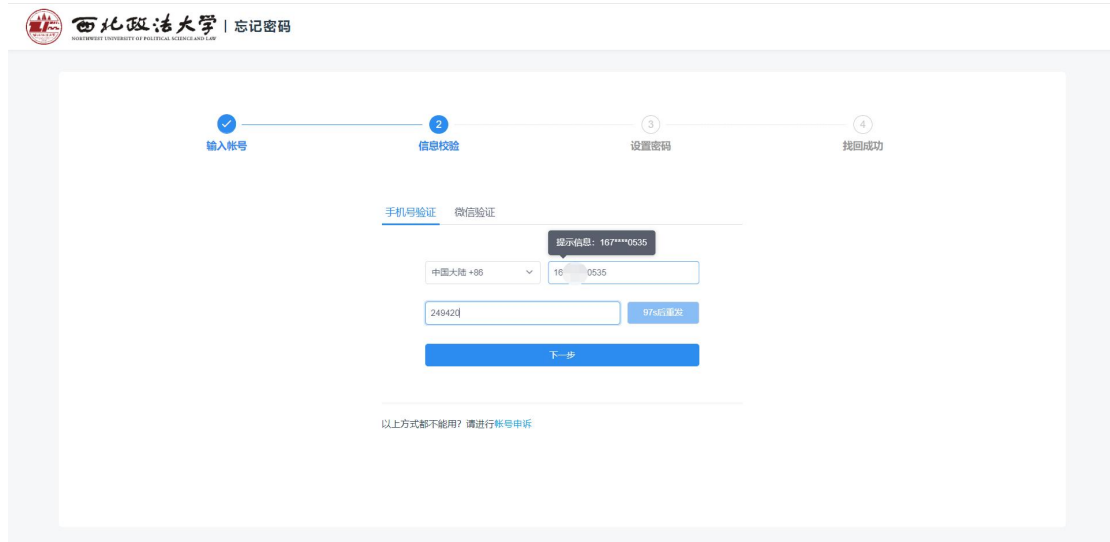 西北政法大学 | 忘记密码
NORTHWEST UNIVERSITY OF POLITICAL SCIENCE AND LAW
2 3 4
输入帐号 信息校验 设置密码 找回成功
手机号验证 微信验证
提示信息：167****0535
中国大陆 +86 16 0535
249420 97s后重发
下一步
以上方式都不能用？请进行帐号申诉